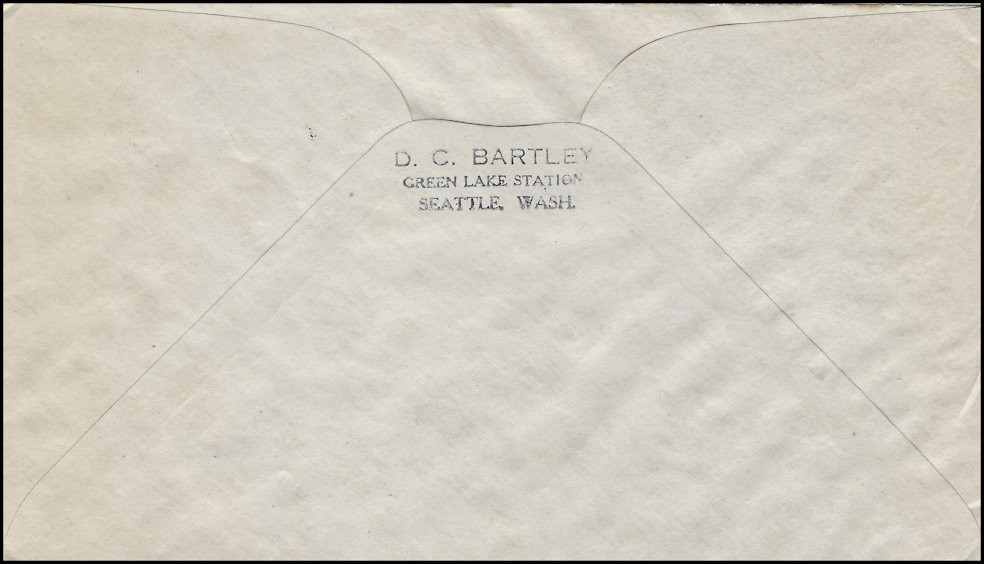 D. C. BARTLEY
GREEN LAKE STATION
SEATTLE, WASH.